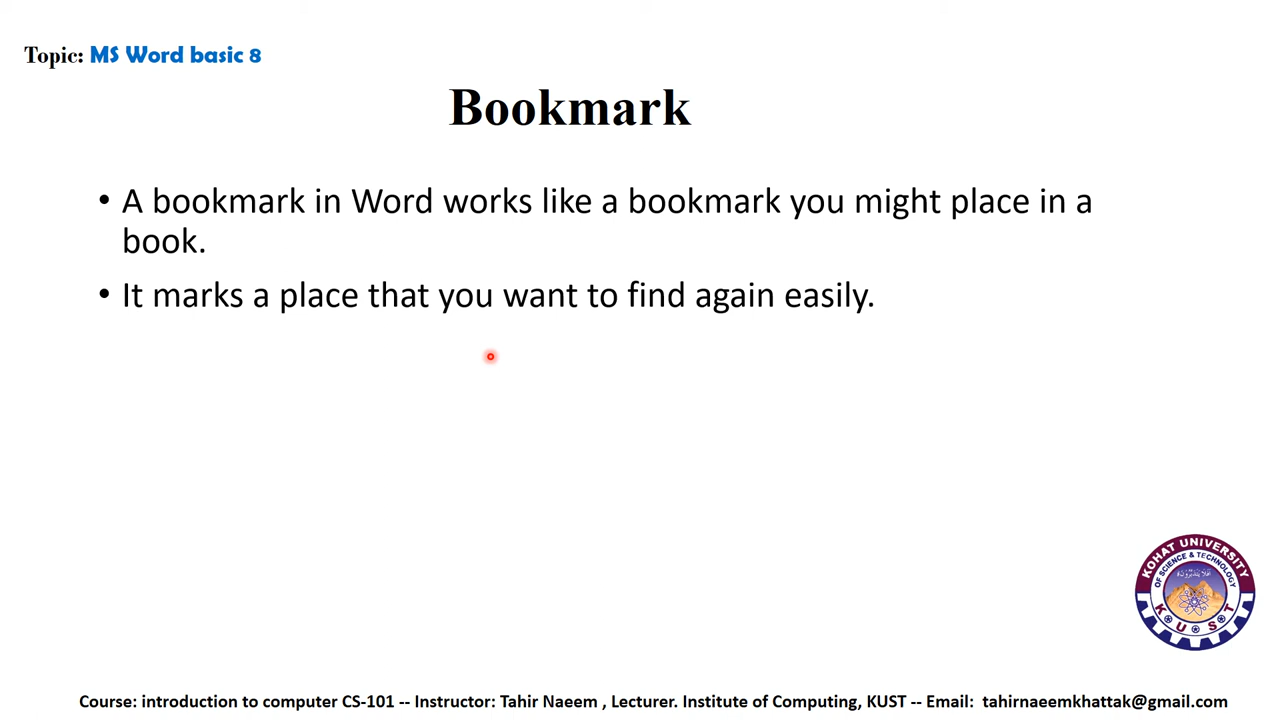 Topic: MS Word basic 8
Bookmark
• A bookmark in Word works like a bookmark you might place in a
book.
• It marks a place that you want to find again easily.
KOHAT UNIVERSITY
OF SCIENCE & TECHNOLOGY
K U S T
Course: introduction to computer CS-101 -- Instructor: Tahir Naeem , Lecturer. Institute of Computing, KUST -- Email: tahirnaeemkhattak@gmail.com